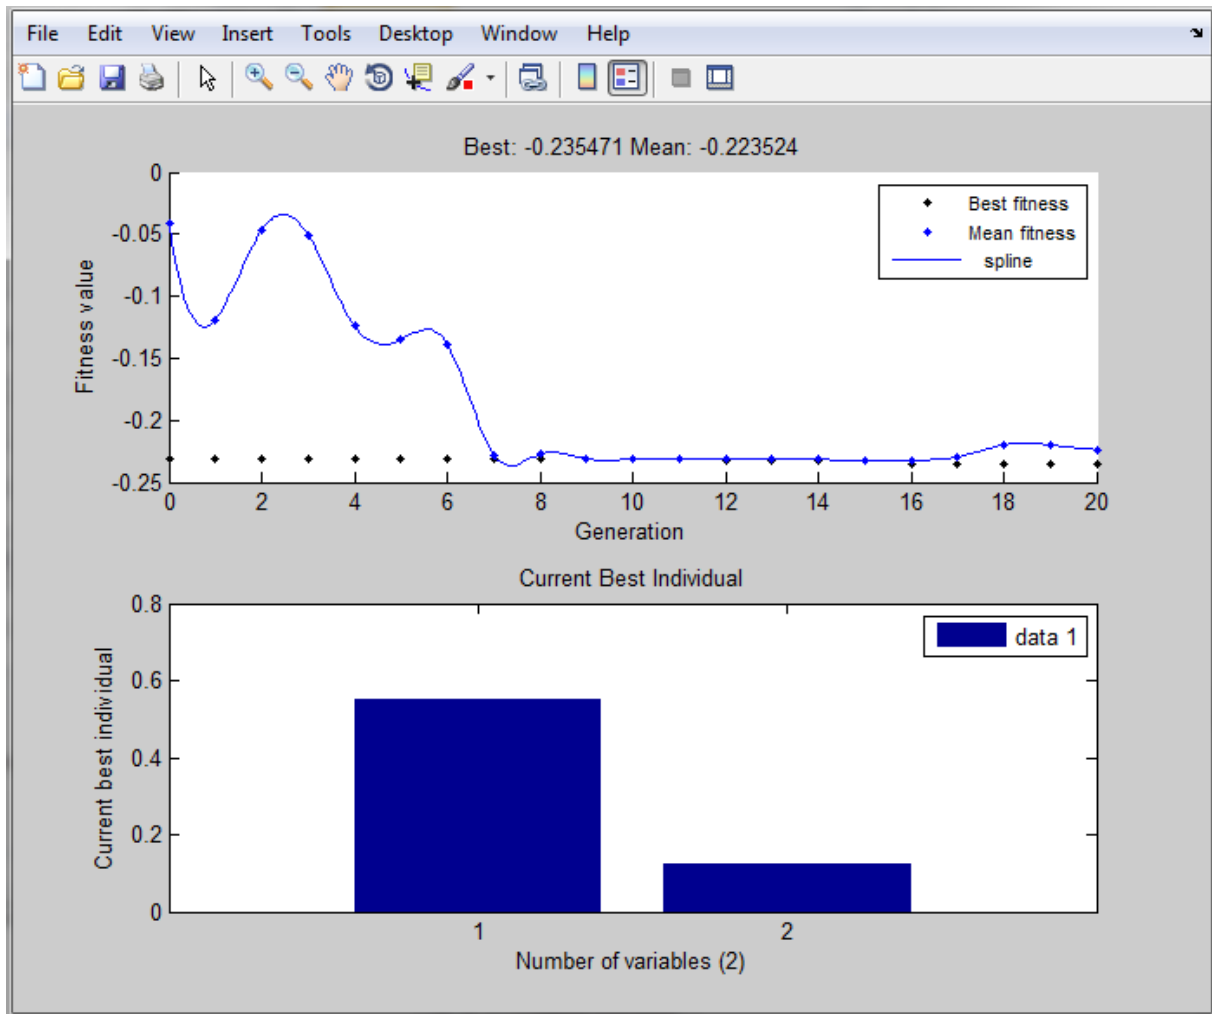 File Edit View Insert Tools Desktop Window Help
Best: -0.235471 Mean: -0.223524
0
-0.05
-0.1
-0.15
-0.2
-0.25
Fitness value
Best fitness
Mean fitness
spline
0 2 4 6 8 10 12 14 16 18 20
Generation
Current Best Individual
0.8
0.6
0.4
0.2
0
Current best individual
data 1
1 2
Number of variables (2)